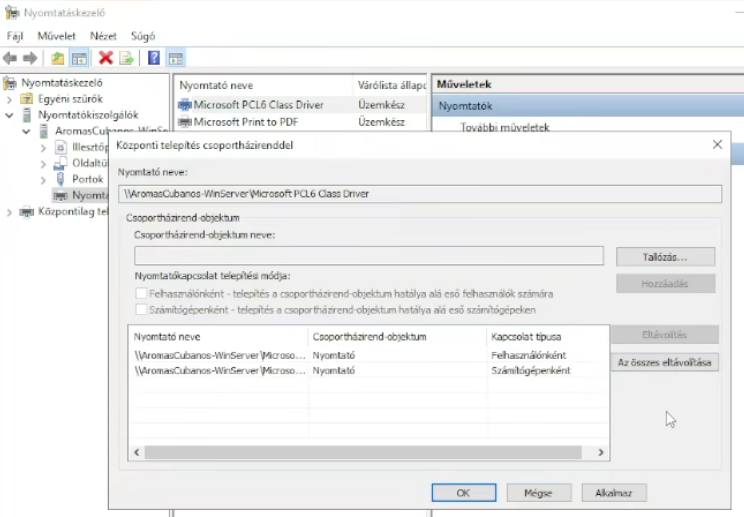 Nyomtatáskezelő
Fájl Művelet Nézet Súgó
Nyomtatáskezelő
Egyéni szűrők
Nyomtatókiszolgálók
AromasCubanos-WinSe
Illesztőp
Oldaltü
Portok
Nyomta
Központilag tel
Nyomtató neve Várólista állapo
Microsoft PCL6 Class Driver Üzemkész
Microsoft Print to PDF Üzemkész
Műveletek
Nyomtatók
További műveletek
Központi telepítés csoportházirenddel
Nyomtató neve:
\\AromasCubanos-WinServer\Microsoft PCL6 Class Driver
Csoportházirend-objektum
Csoportházirend-objektum neve:
Tallózás...
Nyomtatókapcsolat telepítési módja:
Hozzáadás
Felhasználónként - telepítés a csoportházirend-objektum hatálya alá eső felhasználók számára
Számítógépenként - telepítés a csoportházirend-objektum hatálya alá eső számítógépeken
Nyomtató neve Csoportházirend-objektum Kapcsolat típusa
Eltávolítás
\\AromasCubanos-WinServer\Microso... Nyomtató Felhasználónként
Az összes eltávolítása
\\AromasCubanos-WinServer\Microso... Nyomtató Számítógépenként
OK Mégse Alkalmaz